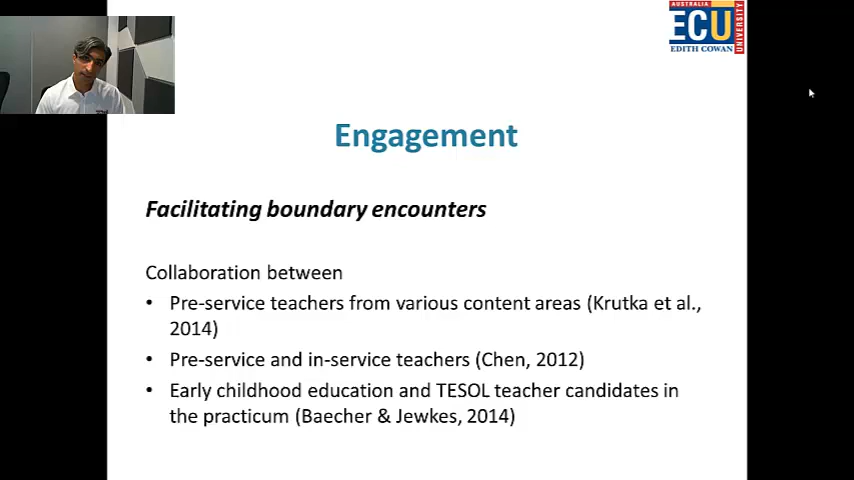 AUSTRALIA
ECU
EDITH COWAN
UNIVERSITY
Engagement
Facilitating boundary encounters
Collaboration between
• Pre-service teachers from various content areas (Krutka et al.,
2014)
• Pre-service and in-service teachers (Chen, 2012)
• Early childhood education and TESOL teacher candidates in
the practicum (Baecher & Jewkes, 2014)